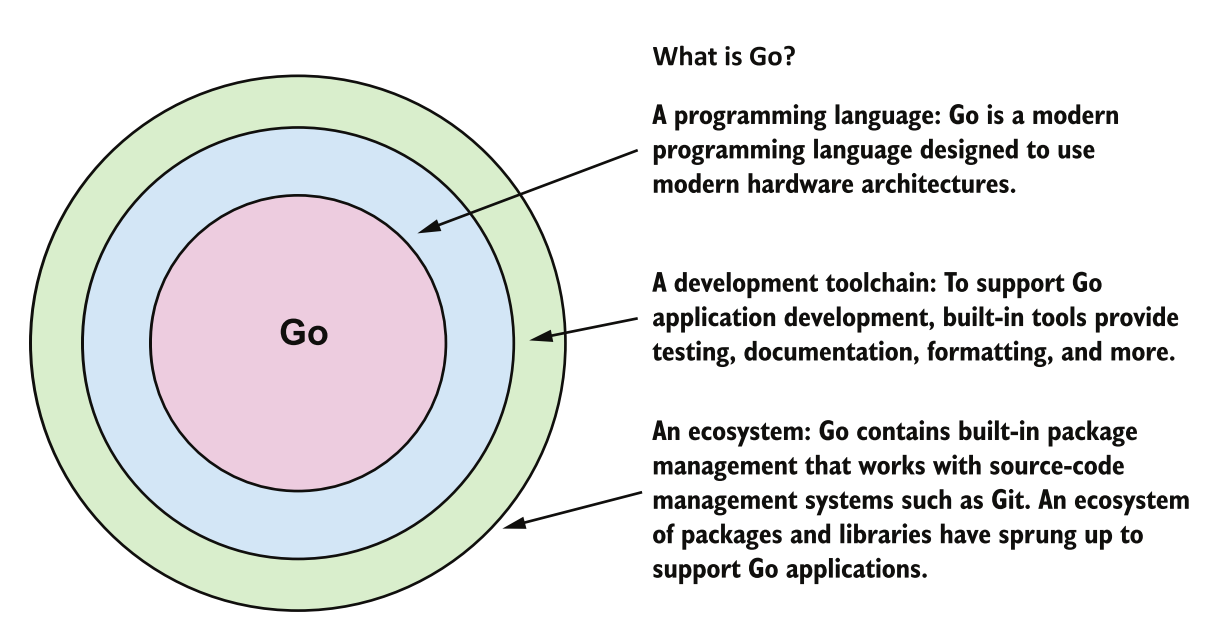 What is Go?
A programming language: Go is a modern
programming language designed to use
modern hardware architectures.
Go
A development toolchain: To support Go
application development, built-in tools provide
testing, documentation, formatting, and more.
An ecosystem: Go contains built-in package
management that works with source-code
management systems such as Git. An ecosystem
of packages and libraries have sprung up to
support Go applications.